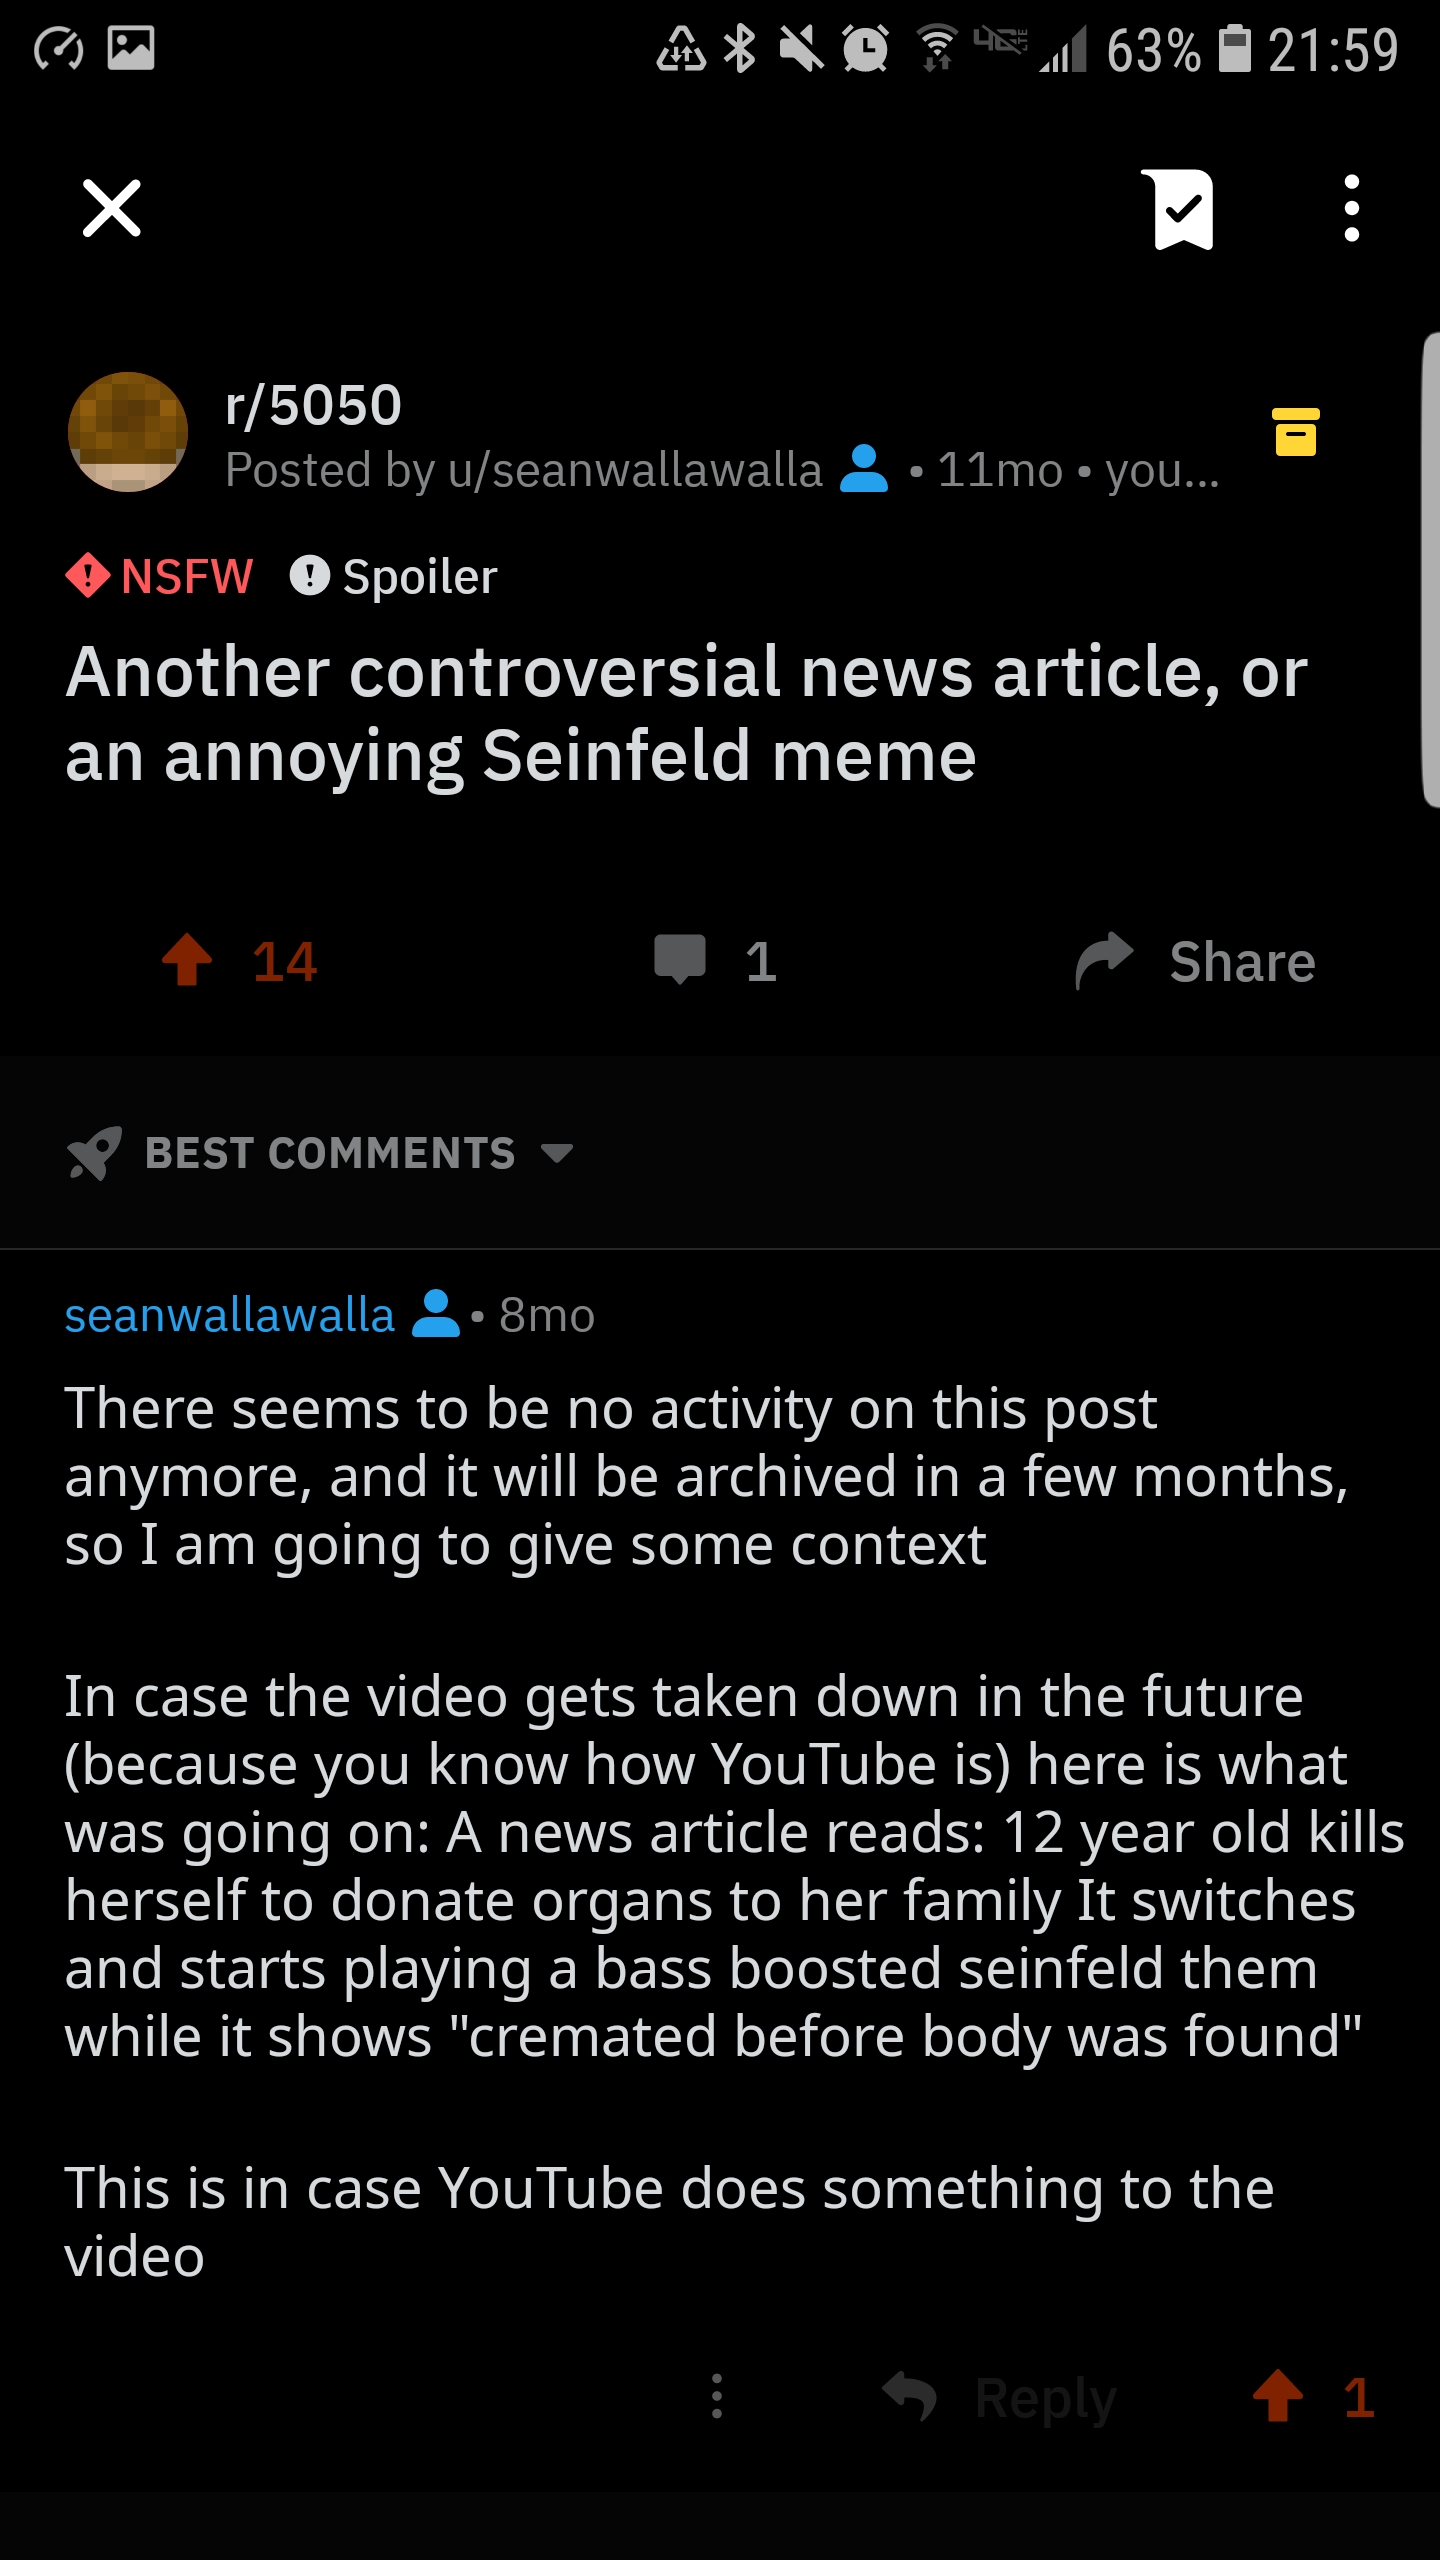 63% 21:59
r/5050
Posted by u/seanwallawalla • 11mo • you...
NSFW Spoiler
Another controversial news article, or
an annoying Seinfeld meme
14 1 Share
BEST COMMENTS
seanwallawalla • 8mo
There seems to be no activity on this post
anymore, and it will be archived in a few months,
so I am going to give some context
In case the video gets taken down in the future
(because you know how YouTube is) here is what
was going on: A news article reads: 12 year old kills
herself to donate organs to her family It switches
and starts playing a bass boosted seinfeld them
while it shows "cremated before body was found"
This is in case YouTube does something to the
video
Reply 1